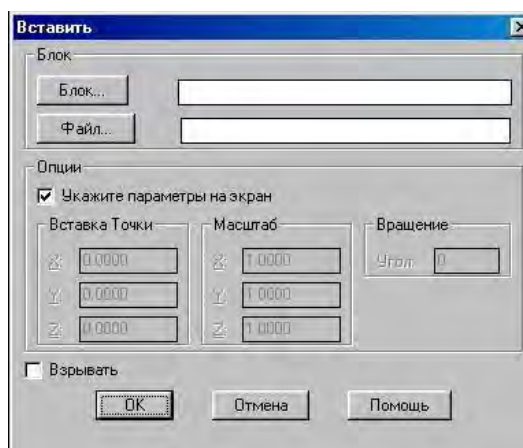 Вставить
Блок
Блок...
Файл...
Опции
Укажите параметры на экран
Вставка Точки Масштаб Вращение
X: 0.0000 X: 1.0000 Угол 0
Y: 0.0000 Y: 1.0000
Z: 0.0000 Z: 1.0000
Взрывать
OK Отмена Помощь